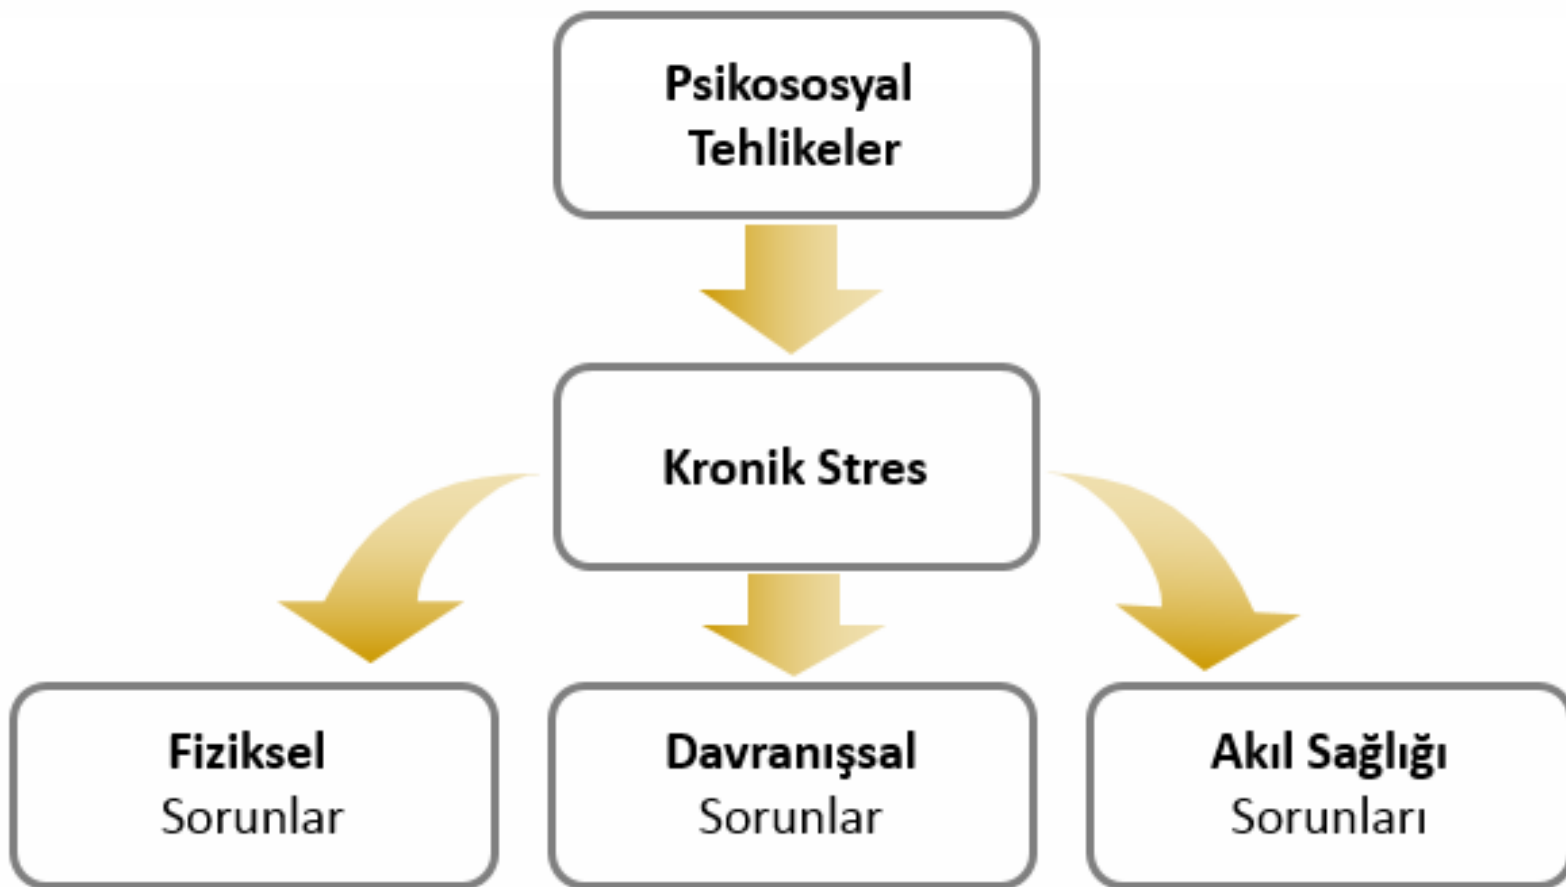 Psikososyal
Tehlikeler
Kronik Stres
Fiziksel
Sorunlar
Davranışsal
Sorunlar
Akıl Sağlığı
Sorunları